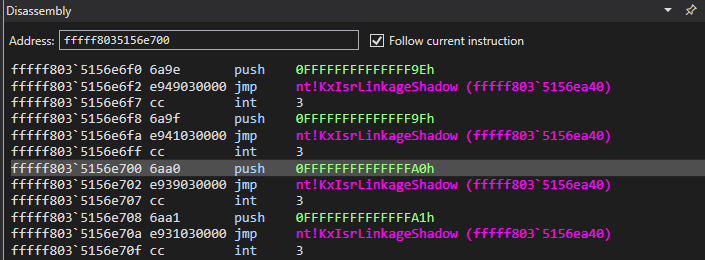 Disassembly
Address: fffff8035156e700 Follow current instruction
fffff803`5156e6f0 6a9e push 0FFFFFFFFFFFFFF9Eh
fffff803`5156e6f2 e949030000 jmp nt!KxIsrLinkageShadow (fffff803`5156ea40)
fffff803`5156e6f7 cc int 3
fffff803`5156e6f8 6a9f push 0FFFFFFFFFFFFFF9Fh
fffff803`5156e6fa e941030000 jmp nt!KxIsrLinkageShadow (fffff803`5156ea40)
fffff803`5156e6ff cc int 3
fffff803`5156e700 6aa0 push 0FFFFFFFFFFFFFFA0h
fffff803`5156e702 e939030000 jmp nt!KxIsrLinkageShadow (fffff803`5156ea40)
fffff803`5156e707 cc int 3
fffff803`5156e708 6aa1 push 0FFFFFFFFFFFFFFA1h
fffff803`5156e70a e931030000 jmp nt!KxIsrLinkageShadow (fffff803`5156ea40)
fffff803`5156e70f cc int 3